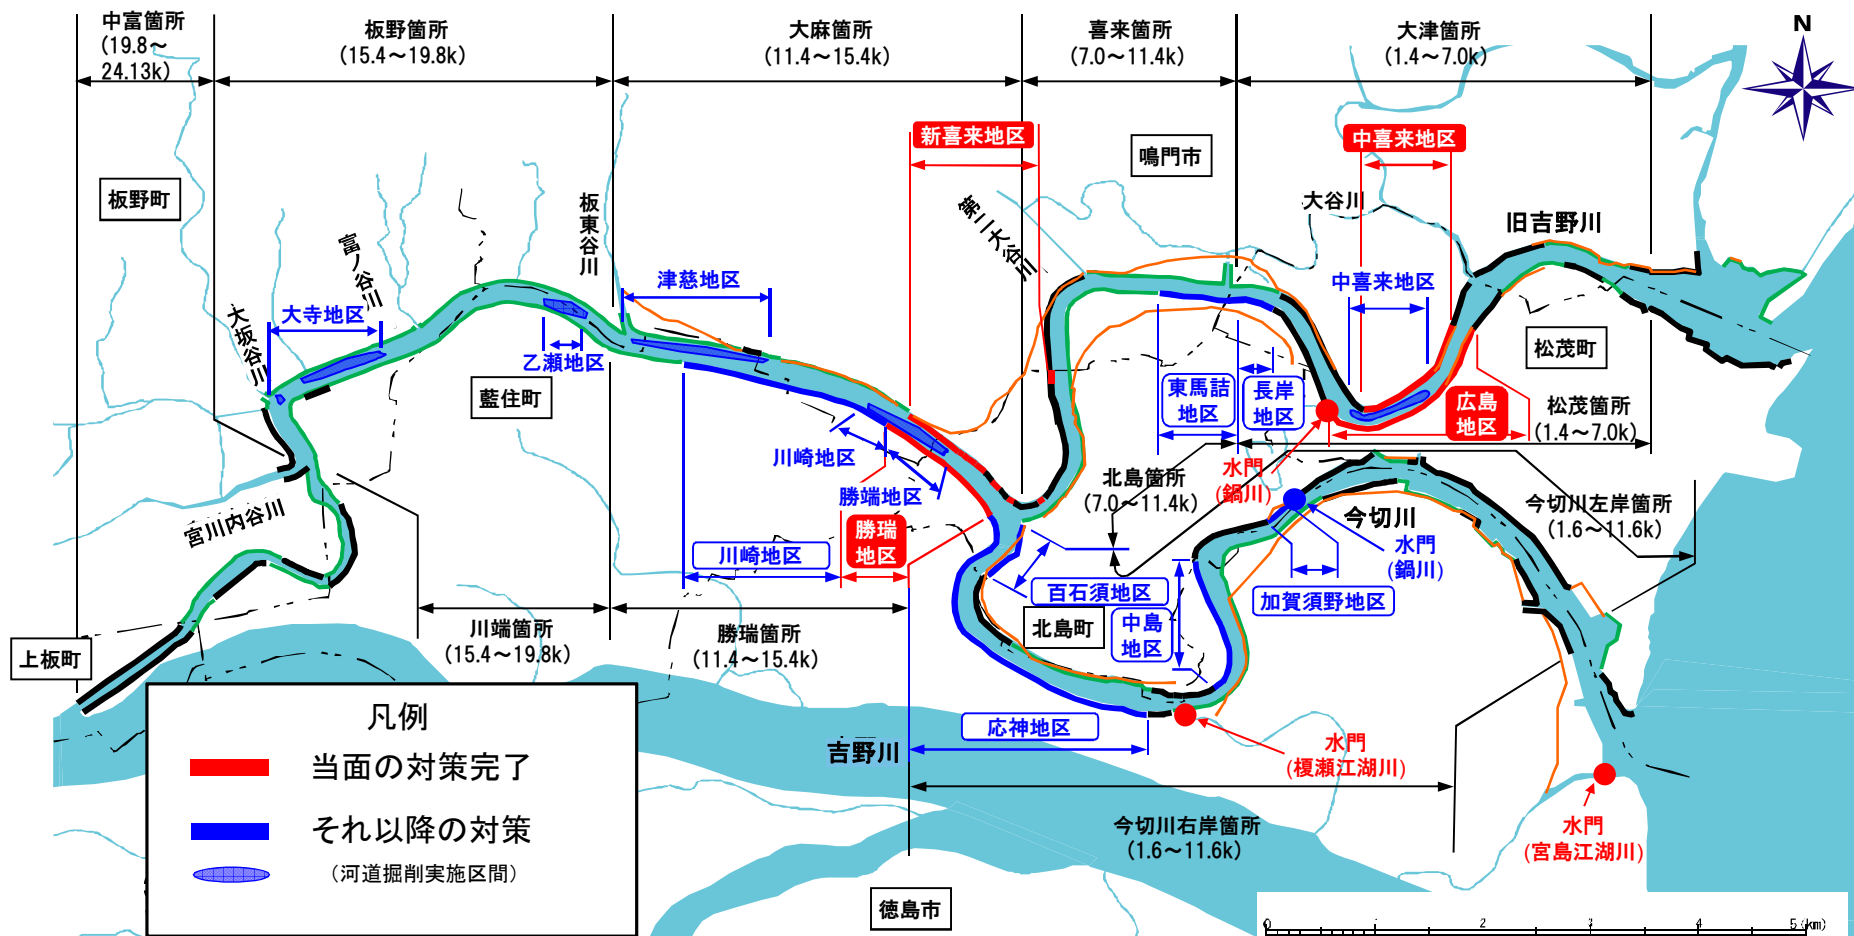 中富箇所
(19.8～
24.13k)
板野箇所
(15.4～19.8k)
大麻箇所
(11.4～15.4k)
喜来箇所
(7.0～11.4k)
大津箇所
(1.4～7.0k)
N
新喜来地区
中喜来地区
鳴門市
板野町
板東谷川
第二大谷川
大谷川
旧吉野川
富ノ谷川
大坂谷川
大寺地区
津慈地区
中喜来地区
乙瀬地区
藍住町
松茂町
東馬詰
地区
長岸
地区
広島
地区
松茂箇所
(1.4～7.0k)
川崎地区
勝端地区
水門
(鍋川)
北島箇所
(7.0～11.4k)
宮川内谷川
今切川
今切川左岸箇所
(1.6～11.6k)
川崎地区
勝瑞
地区
水門
(鍋川)
百石須地区
加賀須野地区
北島町
中島
地区
上板町
川端箇所
(15.4～19.8k)
勝瑞箇所
(11.4～15.4k)
応神地区
吉野川
水門
(榎瀬江湖川)
凡例
当面の対策完了
それ以降の対策
（河道掘削実施区間）
今切川右岸箇所
(1.6～11.6k)
水門
(宮島江湖川)
徳島市
0 1 2 3 4 5 (km)